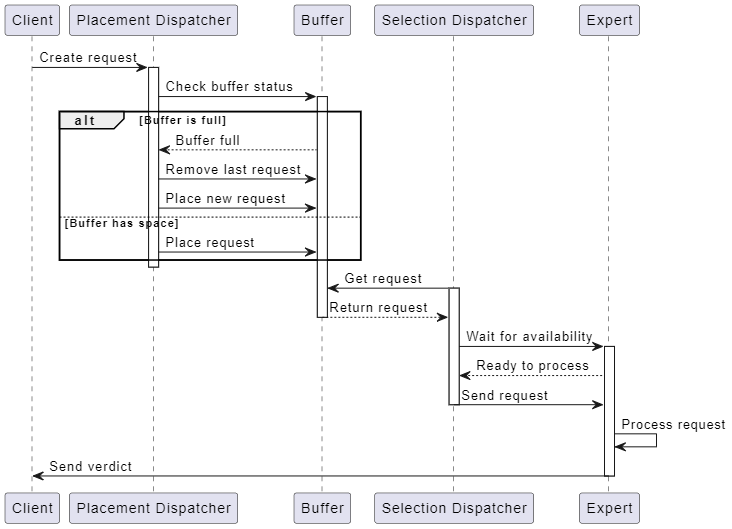 Client
Placement Dispatcher
Buffer
Selection Dispatcher
Expert
Create request
Check buffer status
alt
[Buffer is full]
Buffer full
Remove last request
Place new request
[Buffer has space]
Place request
Get request
Return request
Wait for availability
Ready to process
Send request
Process request
Send verdict
Client
Placement Dispatcher
Buffer
Selection Dispatcher
Expert